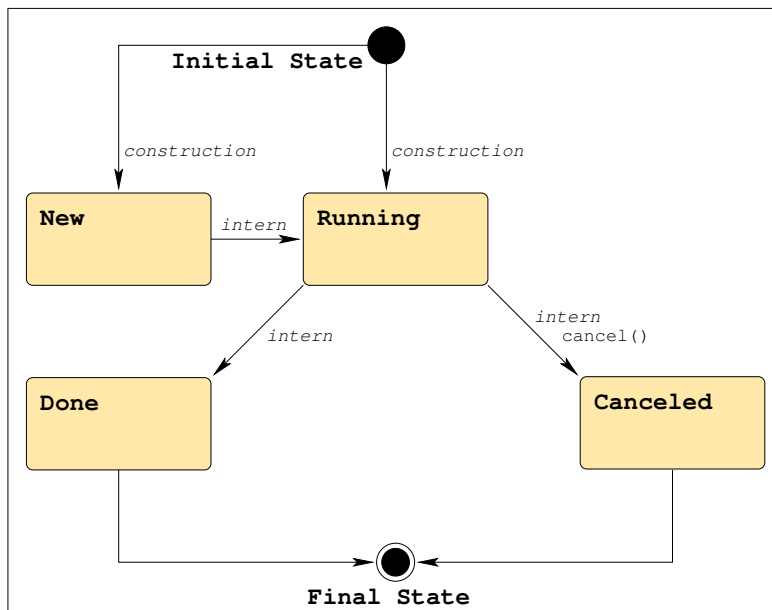 Initial State
construction
construction
New
intern
Running
intern
intern
cancel()
Done
Canceled
Final State